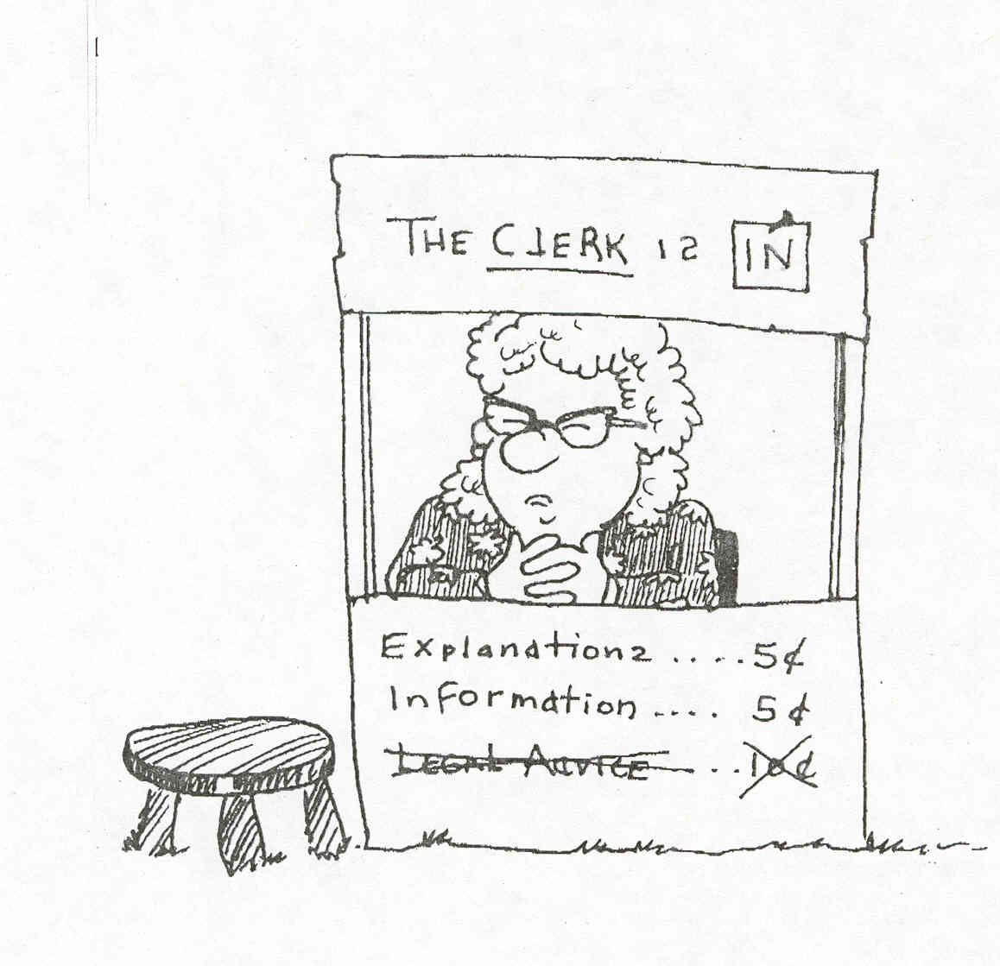 THE CLERK IS IN
Explanations .... 5¢
Information .... 5¢
Legal Advice ... 10¢